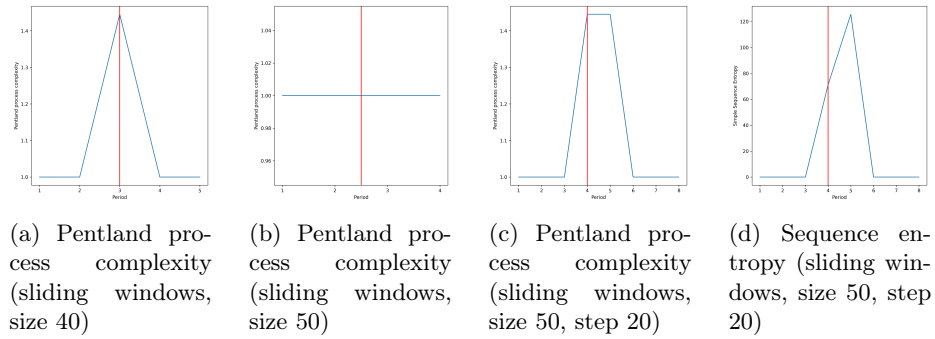 1.4
1.3
1.2
1.1
1.0
Pentland process complexity
1 2 3 4 5
Period
1.04
1.02
1.00
0.98
0.96
Pentland process complexity
1 2 3 4
Period
1.4
1.3
1.2
1.1
1.0
Pentland process complexity
1 2 3 4 5 6 7 8
Period
120
100
80
60
40
20
0
Simple Sequence Entropy
1 2 3 4 5 6 7 8
Period
(a) Pentland pro-
cess complexity
(sliding windows,
size 40)
(b) Pentland pro-
cess complexity
(sliding windows,
size 50)
(c) Pentland pro-
cess complexity
(sliding windows,
size 50, step 20)
(d) Sequence en-
tropy (sliding win-
dows, size 50, step
20)